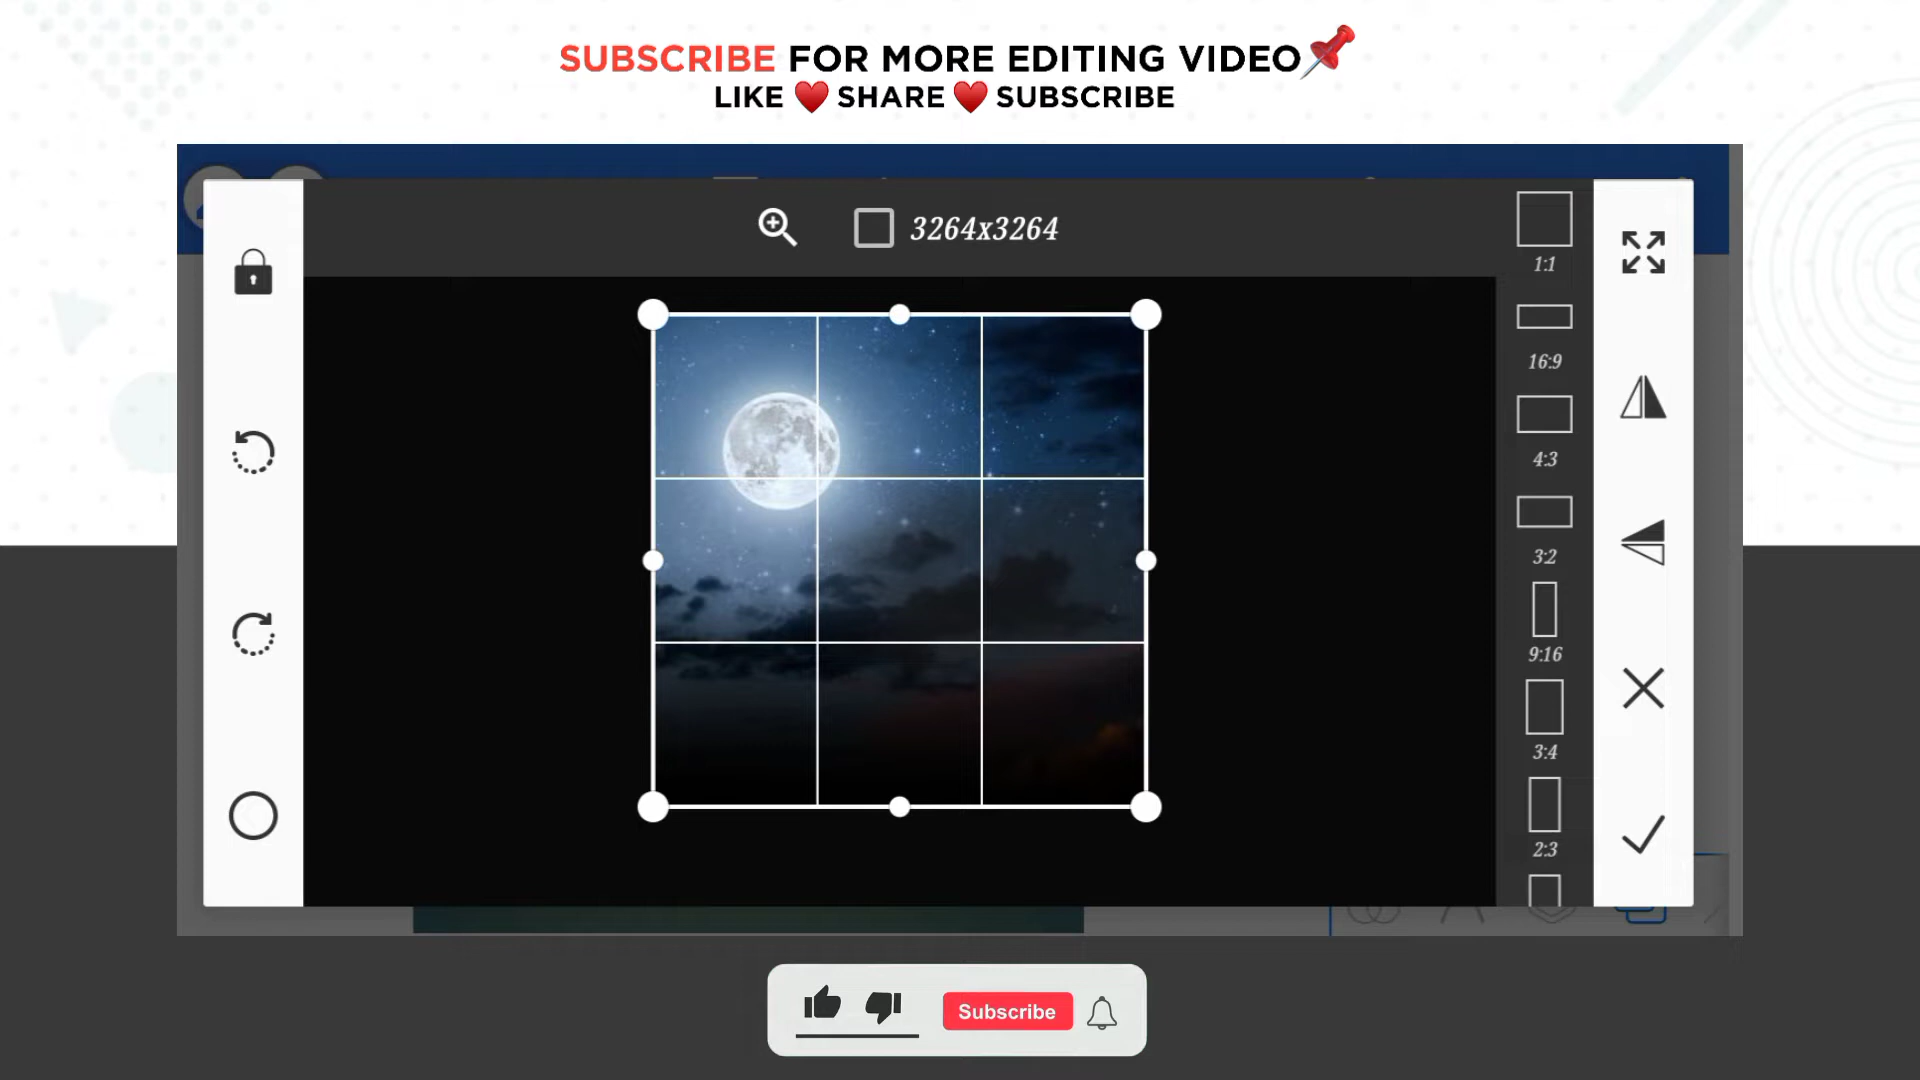 SUBSCRIBE FOR MORE EDITING VIDEO
LIKE SHARE SUBSCRIBE
3264x3264
1:1
16:9
4:3
3:2
9:16
3:4
2:3
Subscribe